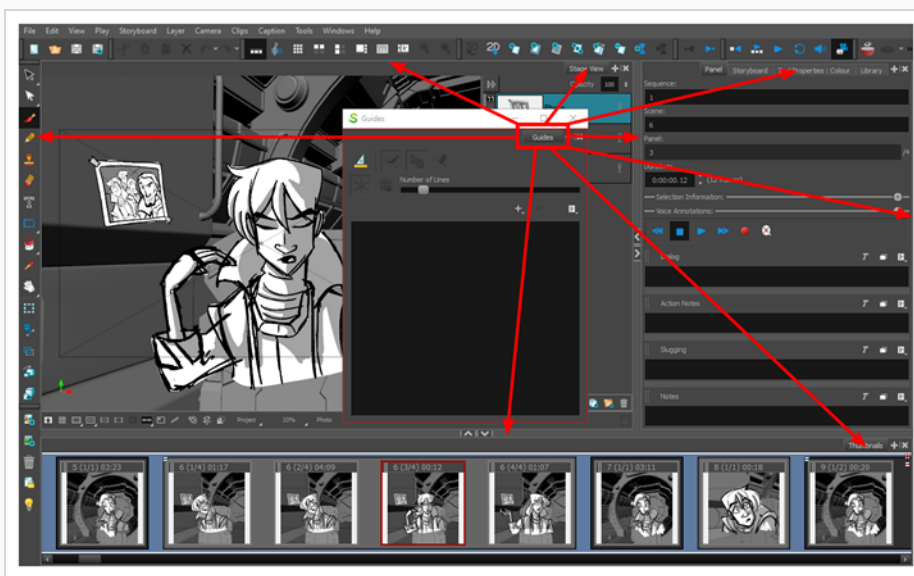 File Edit View Play Storyboard Layer Camera Clips Caption Tools Windows Help
Stage View
Opacity 100
Guides
Guides
Number of Lines
Panel Storyboard Properties : Colour Library
Sequence:
1
Scene:
6
Panel:
3 /4
0:00:00.12
Selection Information:
Voice Annotations:
Dialog
Action Notes
Slugging
Notes
Project 33% Photo
Thumbnails
5 (1/1) 03:23 6 (1/4) 01:17 6 (2/4) 04:09 6 (3/4) 00:12 6 (4/4) 01:07 7 (1/1) 03:11 8 (1/1) 00:18 9 (1/2) 00:20